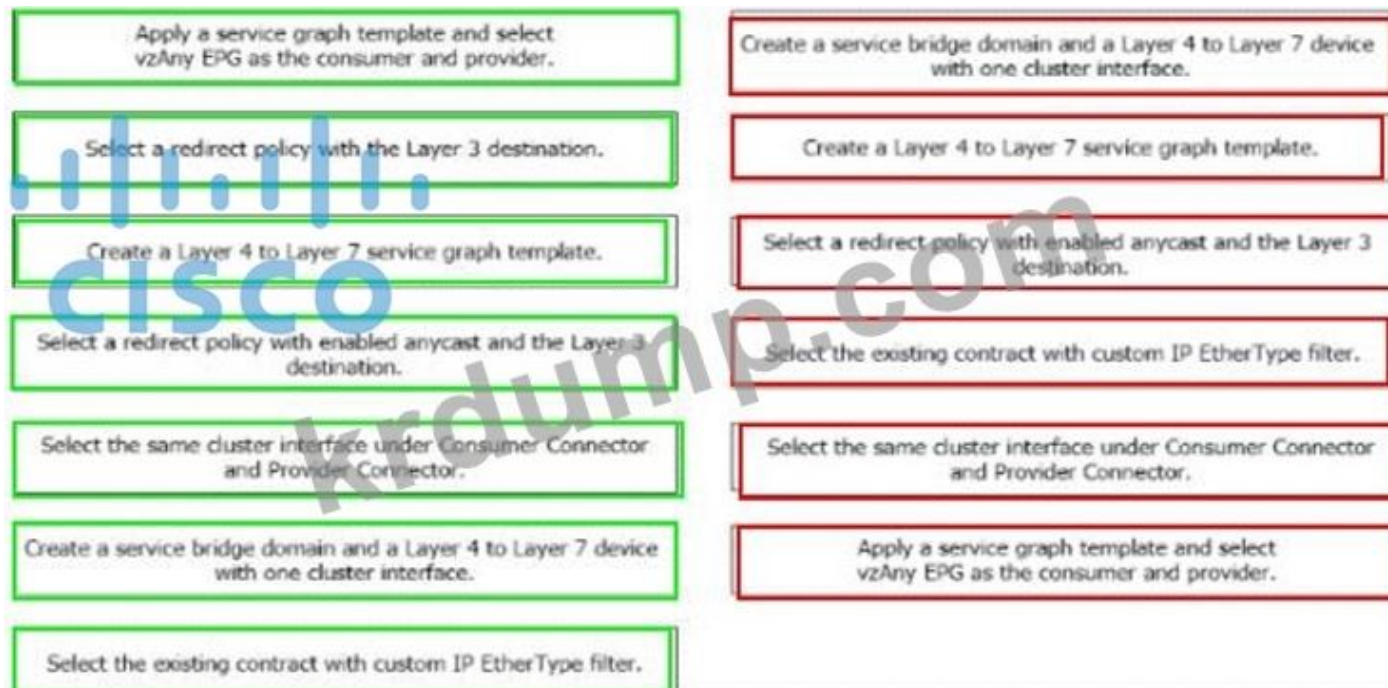 Apply a service graph template and select
vzAny EPG as the consumer and provider.
Select a redirect policy with the Layer 3 destination.
Create a Layer 4 to Layer 7 service graph template.
Select a redirect policy with enabled anycast and the Layer 3
destination.
Select the same cluster interface under Consumer Connector
and Provider Connector.
Create a service bridge domain and a Layer 4 to Layer 7 device
with one cluster interface.
Select the existing contract with custom IP EtherType filter.
Create a service bridge domain and a Layer 4 to Layer 7 device
with one cluster interface.
Create a Layer 4 to Layer 7 service graph template.
Select a redirect policy with enabled anycast and the Layer 3
destination.
Select the existing contract with custom IP EtherType filter.
Select the same cluster interface under Consumer Connector
and Provider Connector.
Apply a service graph template and select
vzAny EPG as the consumer and provider.
CISCO
krdump.com